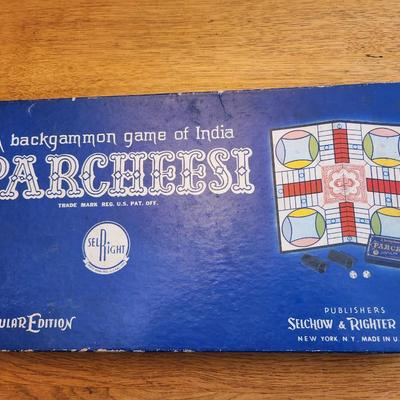 A backgammon game of India
PARCHEESI
TRADE MARK REG. U.S. PAT. OFF.
SELRIGHT
PARCH
ULAR EDITION
PUBLISHERS
SELCHOW & RIGHTER
NEW YORK, N.Y. MADE IN U.